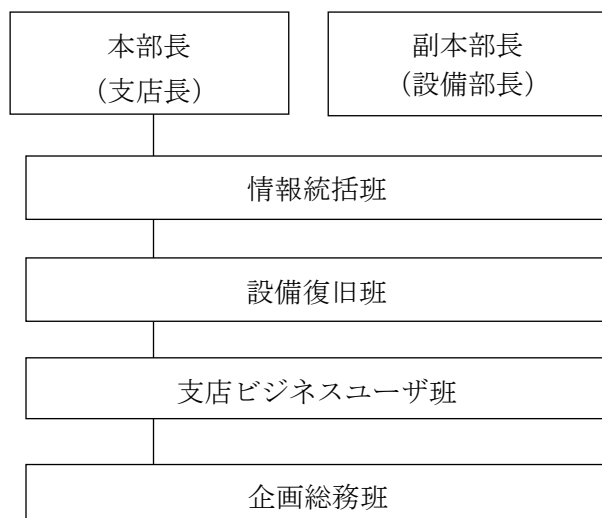 本部長
（支店長）
副本部長
（設備部長）
情報統括班
設備復旧班
支店ビジネスユーザ班
企画総務班